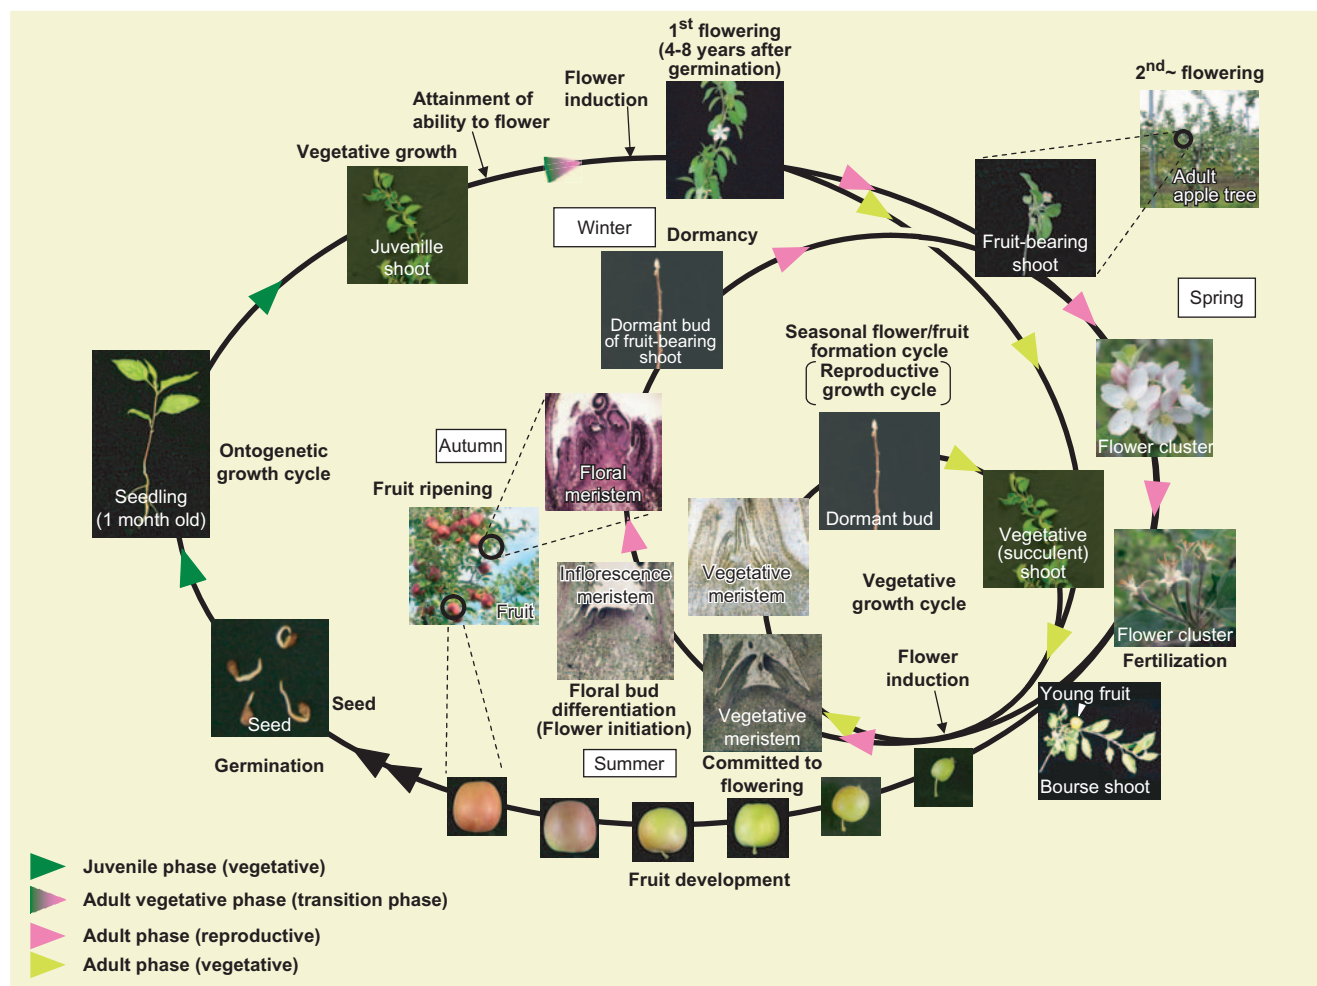 1st flowering
(4-8 years after
germination)
2nd~ flowering
Flower
induction
Attainment of
ability to flower
Vegetative growth
Juvenille
shoot
Adult
apple tree
Fruit-bearing
shoot
Winter
Dormancy
Spring
Dormant bud
of fruit-bearing
shoot
Seasonal flower/fruit
formation cycle
Reproductive
growth cycle
Flower cluster
Autumn
Ontogenetic
growth cycle
Seedling
(1 month old)
Fruit ripening
Floral
meristem
Dormant bud
Vegetative
(succulent)
shoot
Inflorescence
meristem
Vegetative
meristem
Vegetative
growth cycle
Fruit
Flower cluster
Fertilization
Flower
induction
Floral bud
differentiation
(Flower initiation)
Vegetative
meristem
Young fruit
Bourse shoot
Seed
Seed
Germination
Summer
Committed to
flowering
Fruit development
Juvenile phase (vegetative)
Adult vegetative phase (transition phase)
Adult phase (reproductive)
Adult phase (vegetative)